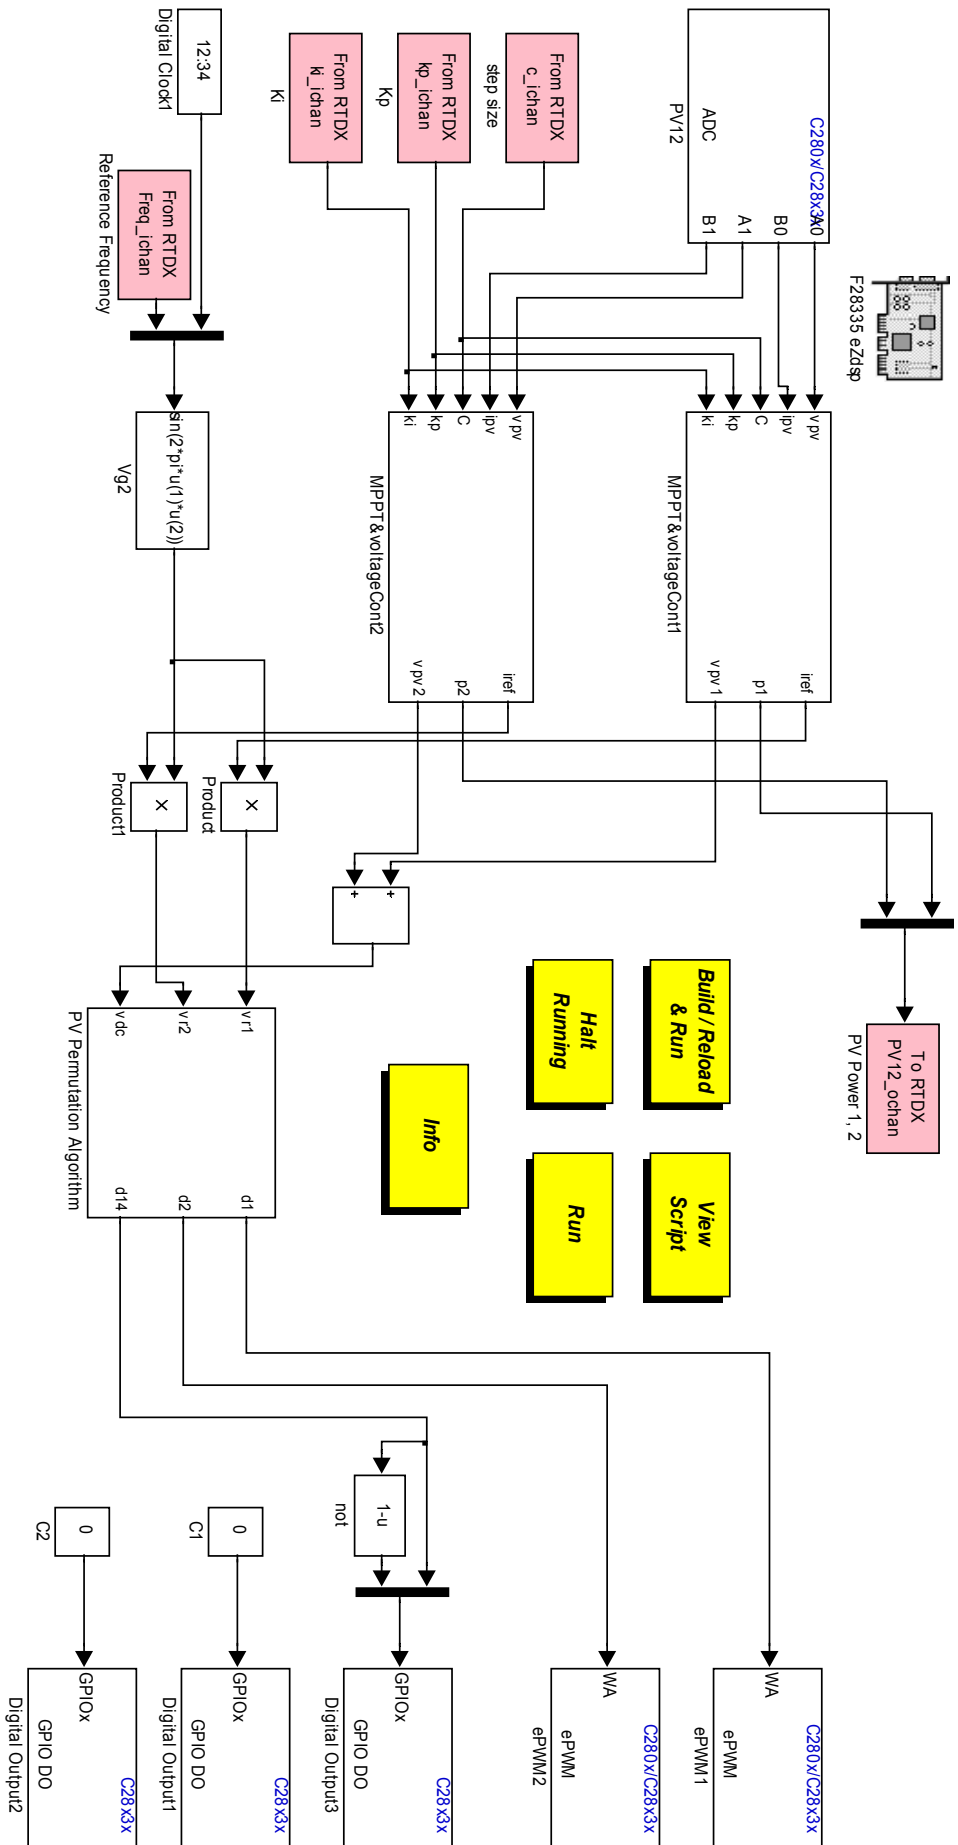 F28335 eZdsp
C280x/C28x3x
A0
B0
A1
B1
ADC
PV12
From RTDX
c_ichan
step size
From RTDX
kp_ichan
Kp
From RTDX
ki_ichan
Ki
12:34
Digital Clock1
From RTDX
Freq_ichan
Reference Frequency
vpv
ipv
C
kp
ki
iref
p1
vpv1
MPPT&voltageCont1
vpv
ipv
C
kp
ki
iref
p2
vpv2
MPPT&voltageCont2
sin(2*pi*u(1)*u(2))
Vg2
X
Product
X
Product1
+
+
To RTDX
PV12_ochan
PV Power 1, 2
Build / Reload
& Run
View
Script
Halt
Running
Run
Info
vr1
vr2
vdc
d1
d2
d14
PV Permutation Algorithm
1-u
not
0
C1
0
C2
C280x/C28x3x
WA
ePWM
ePWM1
C280x/C28x3x
WA
ePWM
ePWM2
C28x3x
GPIOx
GPIO DO
Digital Output3
C28x3x
GPIOx
GPIO DO
Digital Output1
C28x3x
GPIOx
GPIO DO
Digital Output2